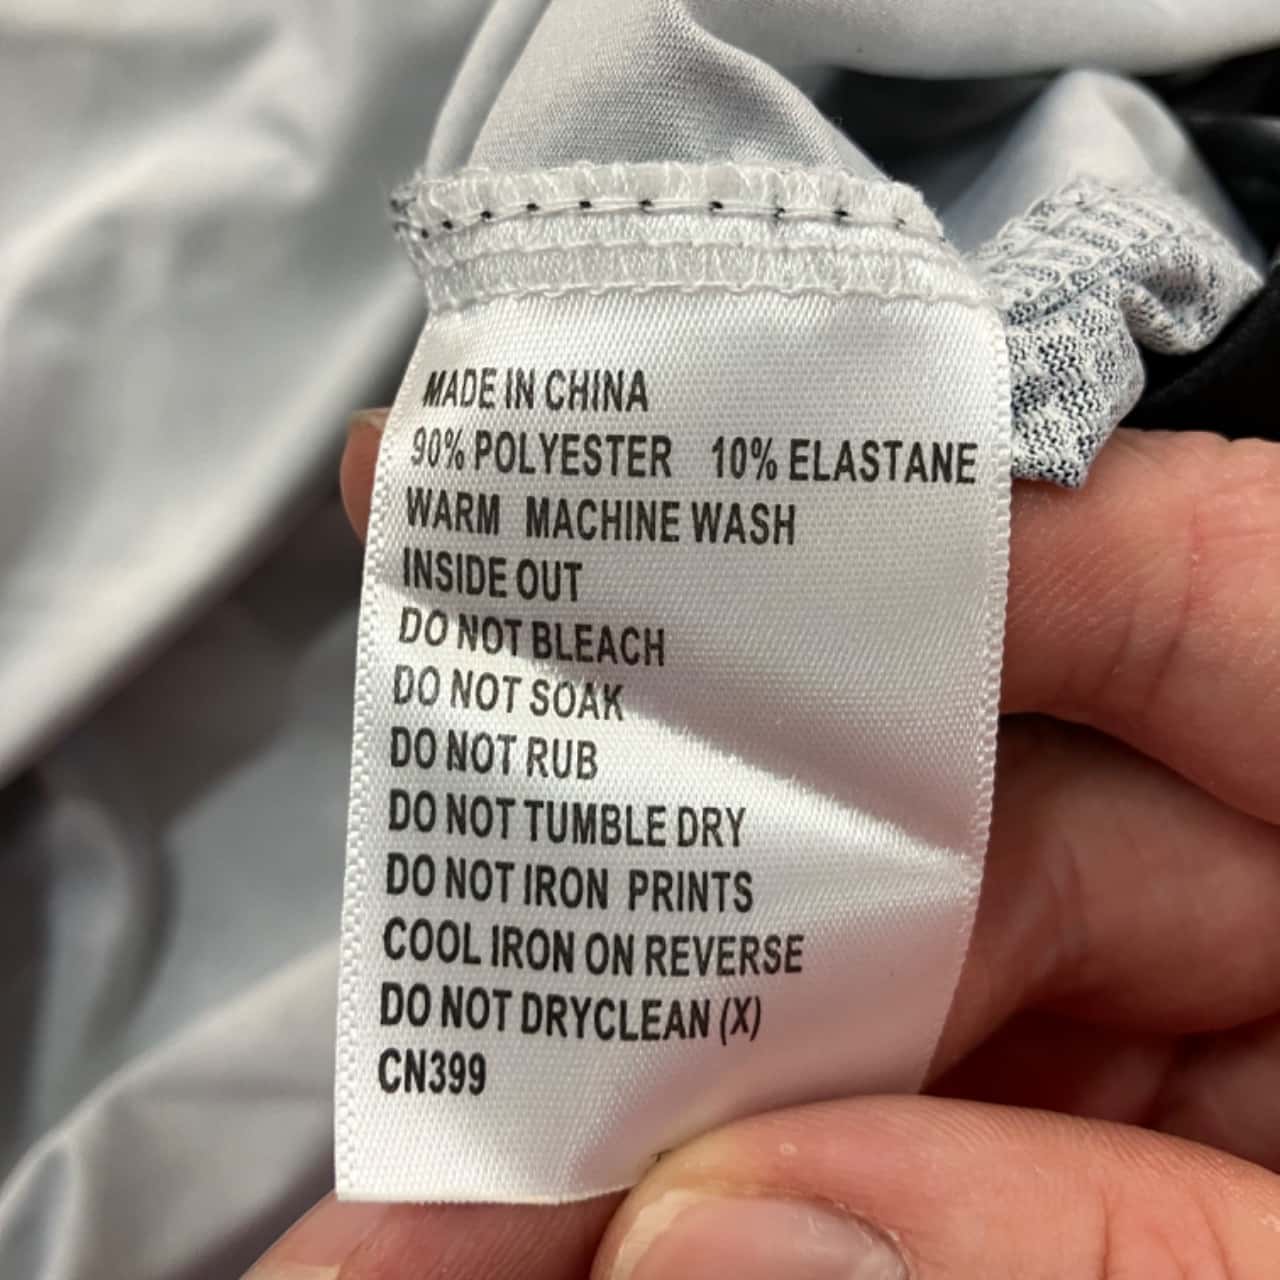 MADE IN CHINA
90% POLYESTER 10% ELASTANE
WARM MACHINE WASH
INSIDE OUT
DO NOT BLEACH
DO NOT SOAK
DO NOT RUB
DO NOT TUMBLE DRY
DO NOT IRON PRINTS
COOL IRON ON REVERSE
DO NOT DRYCLEAN (X)
CN399